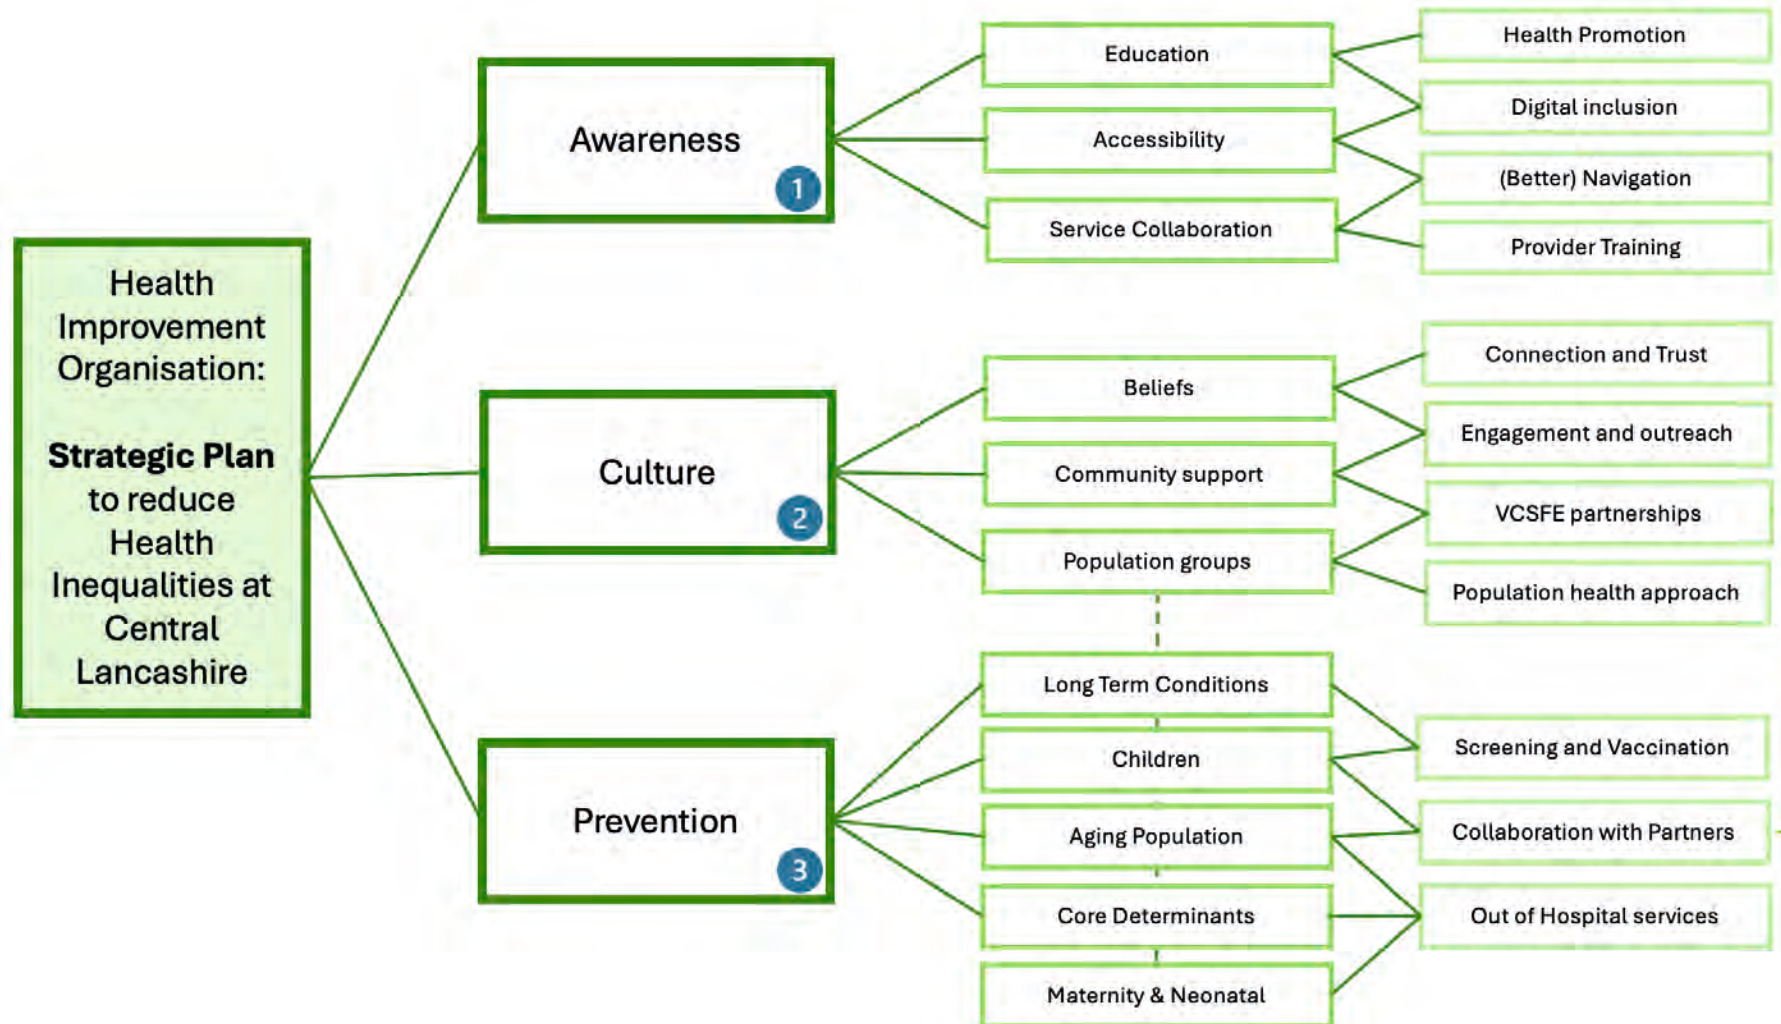 Health
Improvement
Organisation:
Strategic Plan
to reduce
Health
Inequalities at
Central
Lancashire
Awareness
1
Education
Accessibility
Service Collaboration
Health Promotion
Digital inclusion
(Better) Navigation
Provider Training
Culture
2
Beliefs
Community support
Population groups
Connection and Trust
Engagement and outreach
VCSFE partnerships
Population health approach
Prevention
3
Long Term Conditions
Children
Aging Population
Core Determinants
Maternity & Neonatal
Screening and Vaccination
Collaboration with Partners
Out of Hospital services